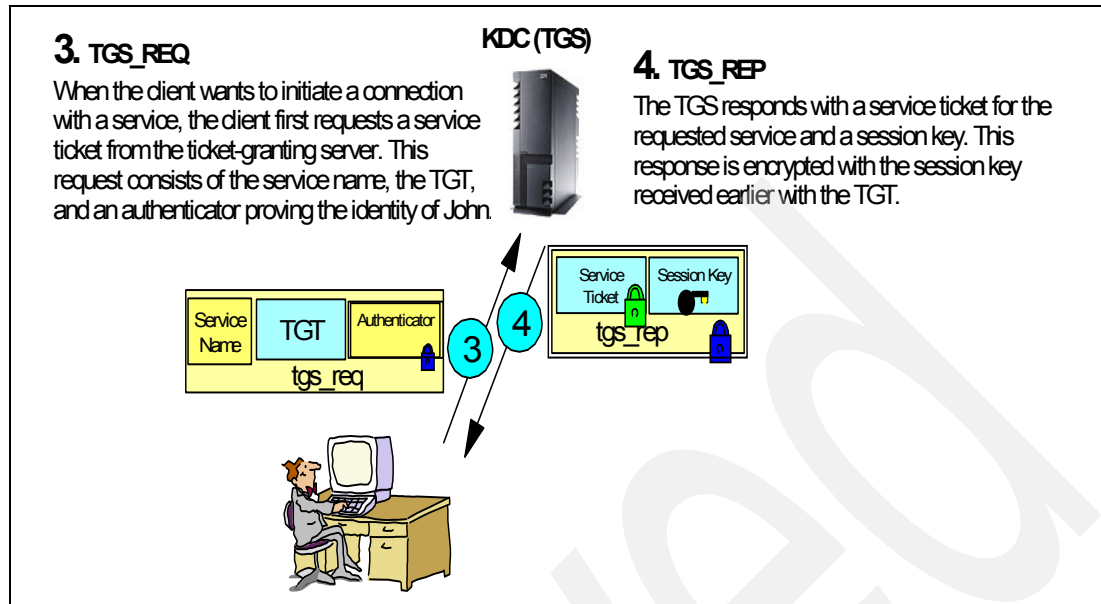 3. TGS_REQ
When the client wants to initiate a connection
with a service, the client first requests a service
ticket from the ticket-granting server. This
request consists of the service name, the TGT,
and an authenticator proving the identity of John.
KDC (TGS)
IBM
4. TGS_REP
The TGS responds with a service ticket for the
requested service and a session key. This
response is encrypted with the session key
received earlier with the TGT.
Service
Name
TGT
Authenticator
tgs_req
3
4
Service
Ticket
Session Key
tgs_rep